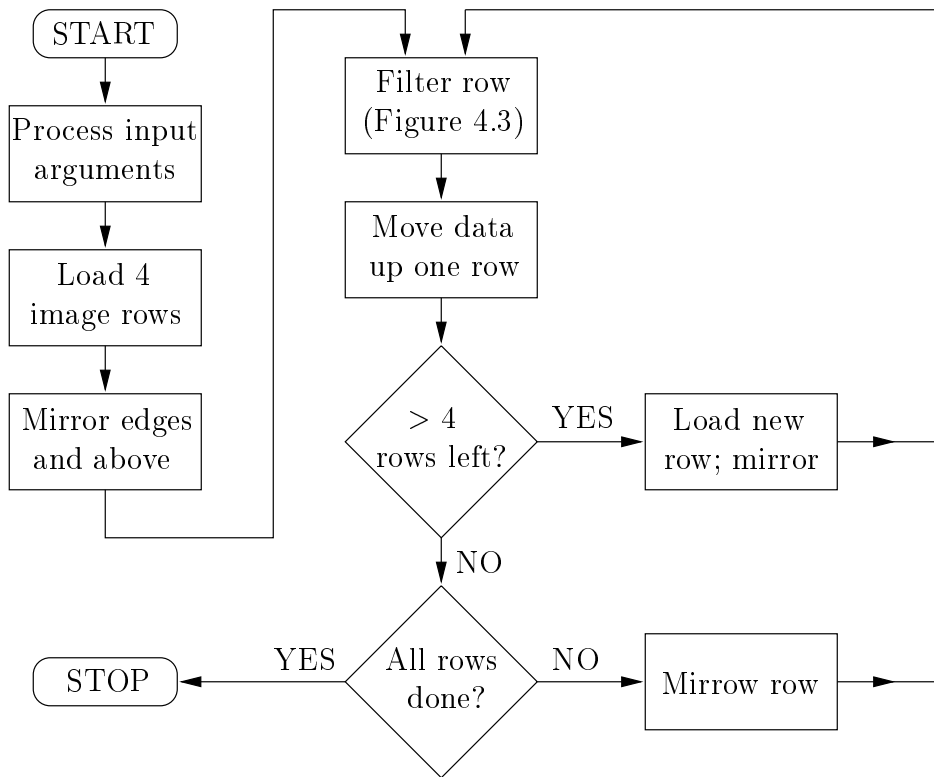 START
Process input
arguments
Load 4
image rows
Mirror edges
and above
Filter row
(Figure 4.3)
Move data
up one row
> 4
rows left?
YES
Load new
row; mirror
NO
All rows
done?
YES
STOP
NO
Mirrow row